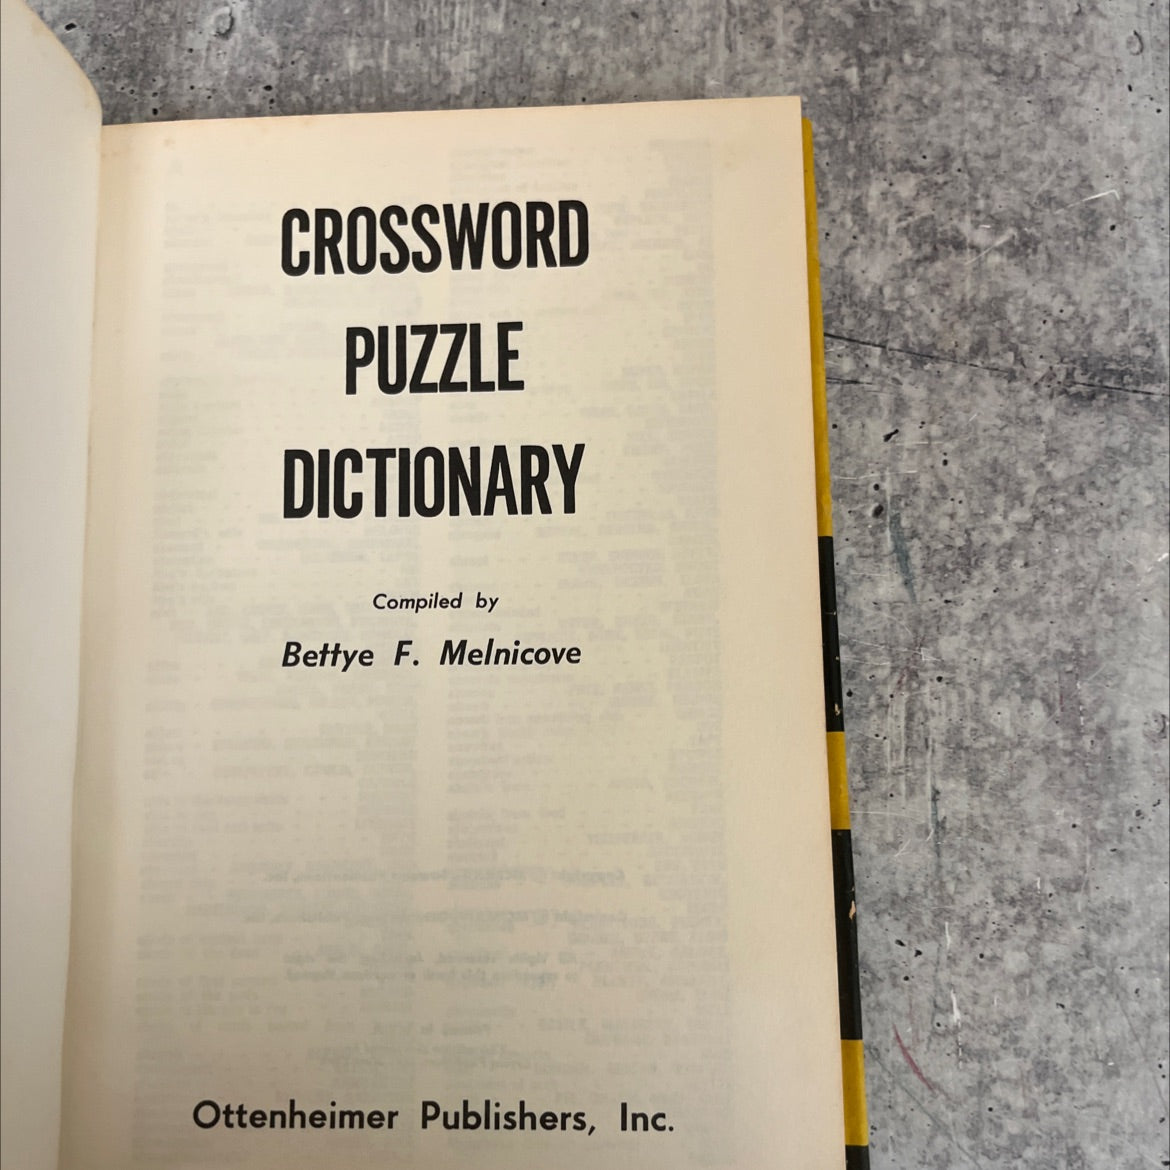 CROSSWORD
PUZZLE
DICTIONARY
Compiled by
Bettye F. Melnicove
Ottenheimer Publishers, Inc.